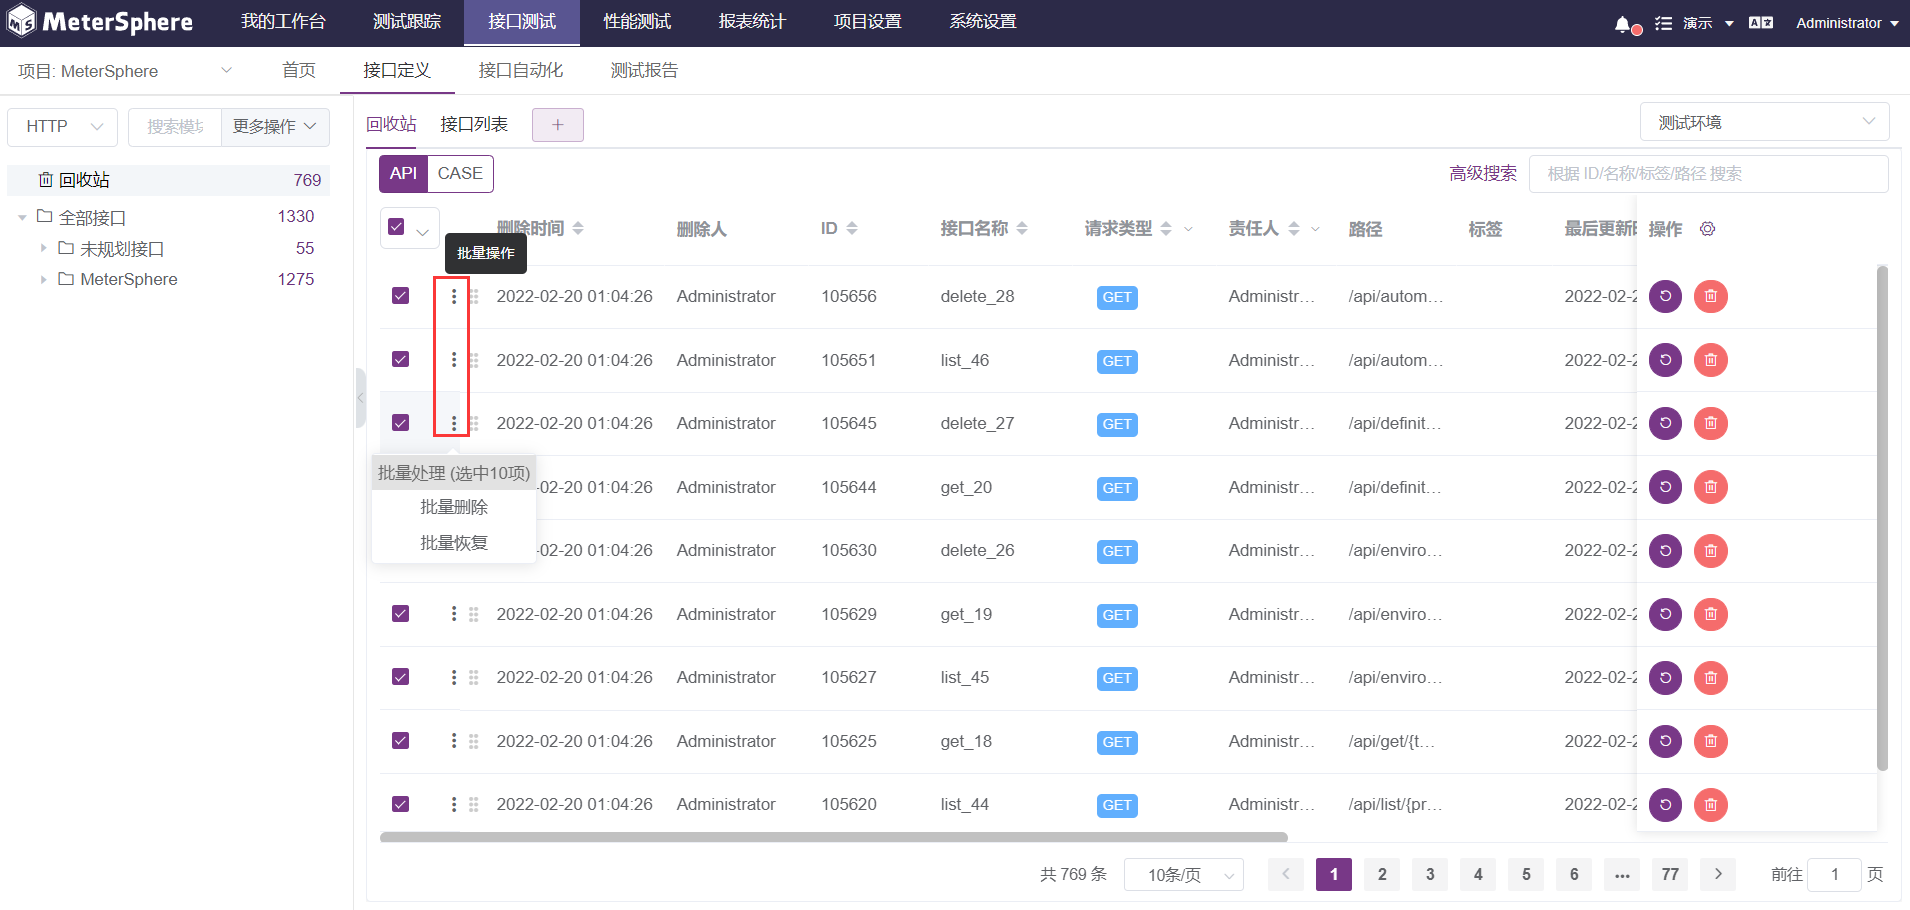 MeterSphere 我的工作台 测试跟踪 接口测试 性能测试 报表统计 项目设置 系统设置 演示 Administrator
项目: MeterSphere 首页 接口定义 接口自动化 测试报告
HTTP 搜索模块 更多操作 回收站 接口列表 + 测试环境
API CASE 高级搜索 根据 ID/名称/标签/路径 搜索
回收站 769
全部接口 1330
未规划接口 55
MeterSphere 1275
删除时间 删除人 ID 接口名称 请求类型 责任人 路径 标签 最后更新时 操作
批量操作
2022-02-20 01:04:26 Administrator 105656 delete_28 GET Administr... /api/autom... 2022-02-2
2022-02-20 01:04:26 Administrator 105651 list_46 GET Administr... /api/autom... 2022-02-2
2022-02-20 01:04:26 Administrator 105645 delete_27 GET Administr... /api/definit... 2022-02-2
批量处理 (选中10项)
批量删除
批量恢复
-02-20 01:04:26 Administrator 105644 get_20 GET Administr... /api/definit... 2022-02-2
-02-20 01:04:26 Administrator 105630 delete_26 GET Administr... /api/enviro... 2022-02-2
2022-02-20 01:04:26 Administrator 105629 get_19 GET Administr... /api/enviro... 2022-02-2
2022-02-20 01:04:26 Administrator 105627 list_45 GET Administr... /api/enviro... 2022-02-2
2022-02-20 01:04:26 Administrator 105625 get_18 GET Administr... /api/get/{t... 2022-02-2
2022-02-20 01:04:26 Administrator 105620 list_44 GET Administr... /api/list/{pr... 2022-02-2
共 769 条 10条/页 < 1 2 3 4 5 6 ... 77 > 前往 1 页